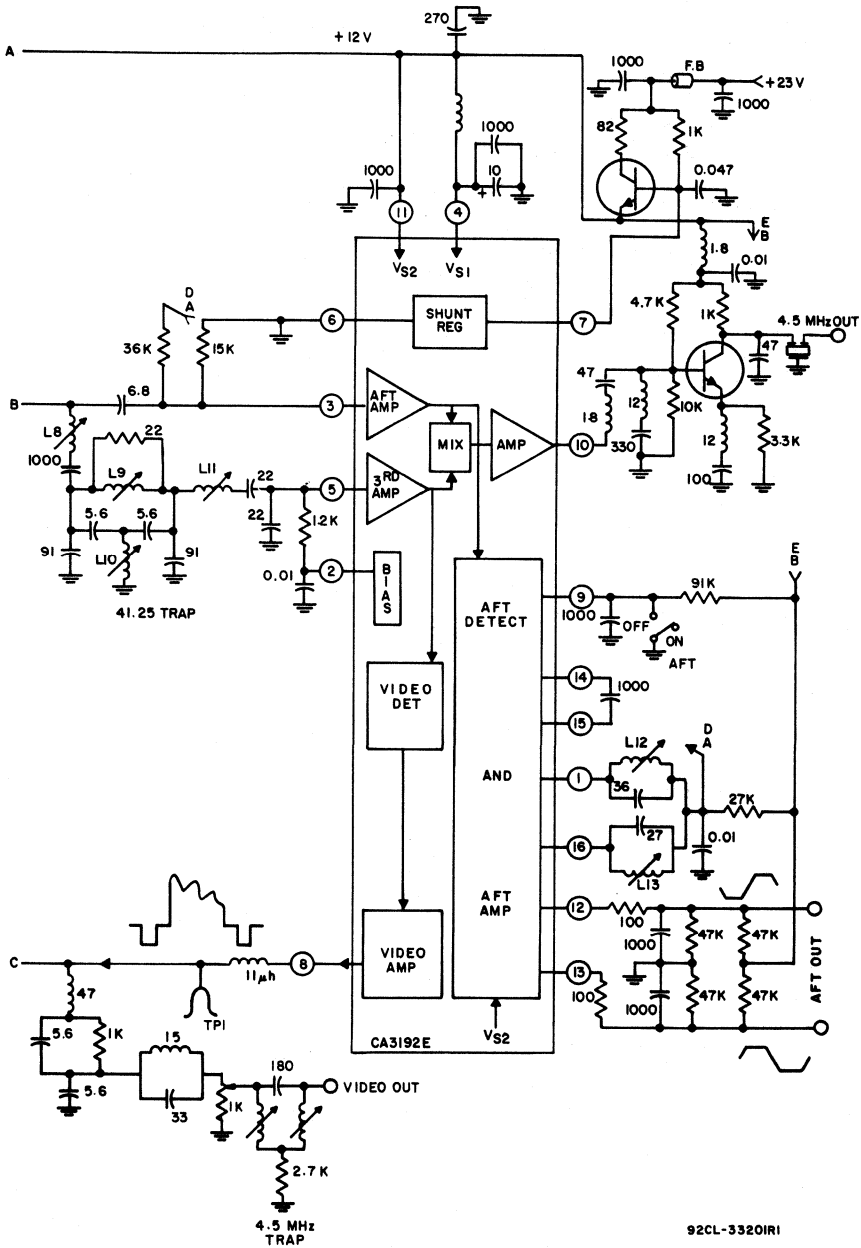 270
+12V
A
1000
F.B
+23V
1000
82
1K
1000
0.047
10
+
1000
11
4
E
B
VS2
VS1
1.8
0.01
D
A
6
SHUNT
REG
7
4.7K
1K
4.5 MHz OUT
47
36K
15K
B
6.8
3
AFT
AMP
47
18
12
10K
L8
22
MIX
AMP
10
330
12
3.3K
1000
L9
L11
22
5
3RD
AMP
100
5.6
5.6
22
1.2K
91
L10
91
0.01
2
BIAS
E
B
41.25 TRAP
AFT
DETECT
9
1000
OFF
ON
AFT
91K
VIDEO
DET
14
1000
15
D
A
L12
AND
1
36
27K
27
0.01
16
L13
AFT
AMP
12
100
1000
47K
47K
AFT OUT
VIDEO
AMP
C
8
11μh
13
100
1000
47K
47K
47
TP1
VS2
CA3192E
5.6
1K
15
5.6
33
1K
180
VIDEO OUT
2.7K
4.5 MHz
TRAP
92CL-33201R1